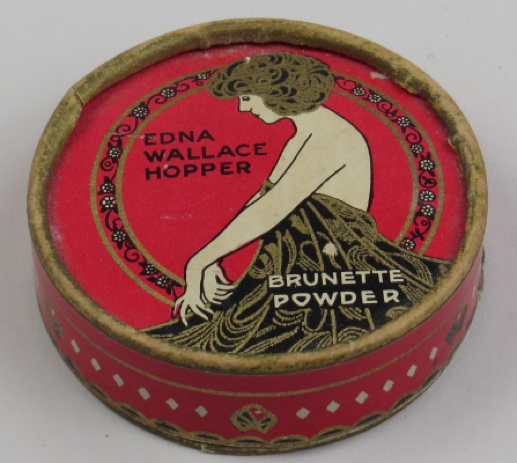 EDNA
WALLACE
HOPPER
BRUNETTE
POWDER